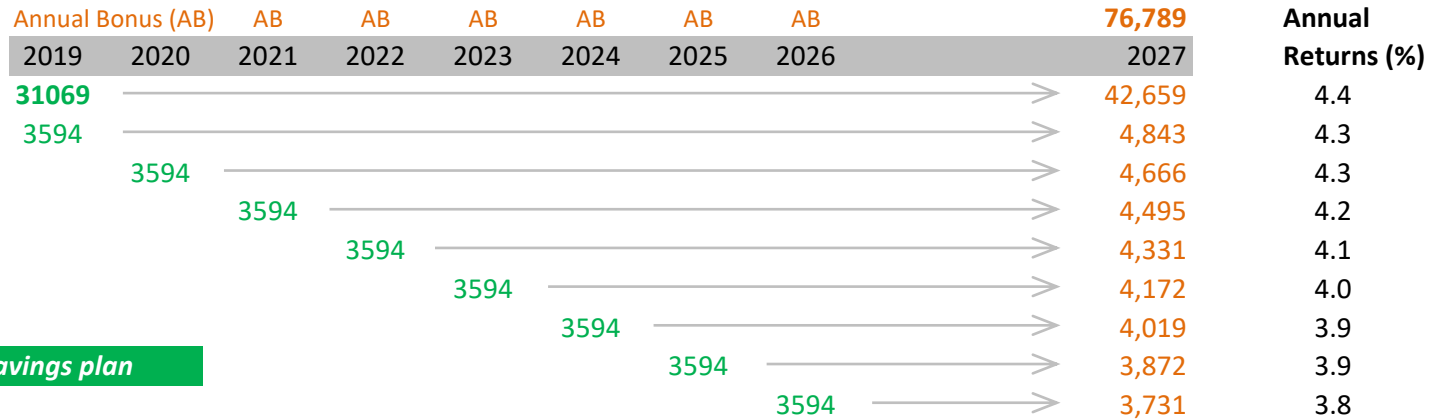 Annual Bonus (AB) AB AB AB AB AB AB 76,789 Annual
2019 2020 2021 2022 2023 2024 2025 2026 2027 Returns (%)
31069 42,659 4.4
3594 4,843 4.3
3594 4,666 4.3
3594 4,495 4.2
3594 4,331 4.1
3594 4,172 4.0
3594 4,019 3.9
avings plan 3594 3,872 3.9
3594 3,731 3.8